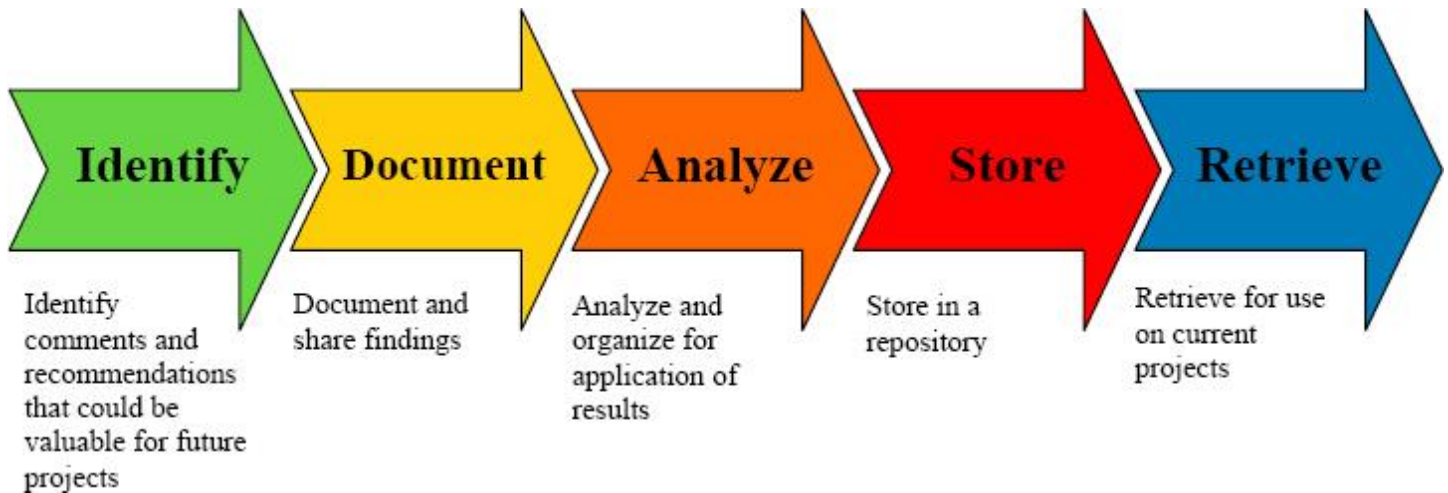 Identify
Document
Analyze
Store
Retrieve
Identify
comments and
recommendations
that could be
valuable for future
projects
Document and
share findings
Analyze and
organize for
application of
results
Store in a
repository
Retrieve for use
on current
projects